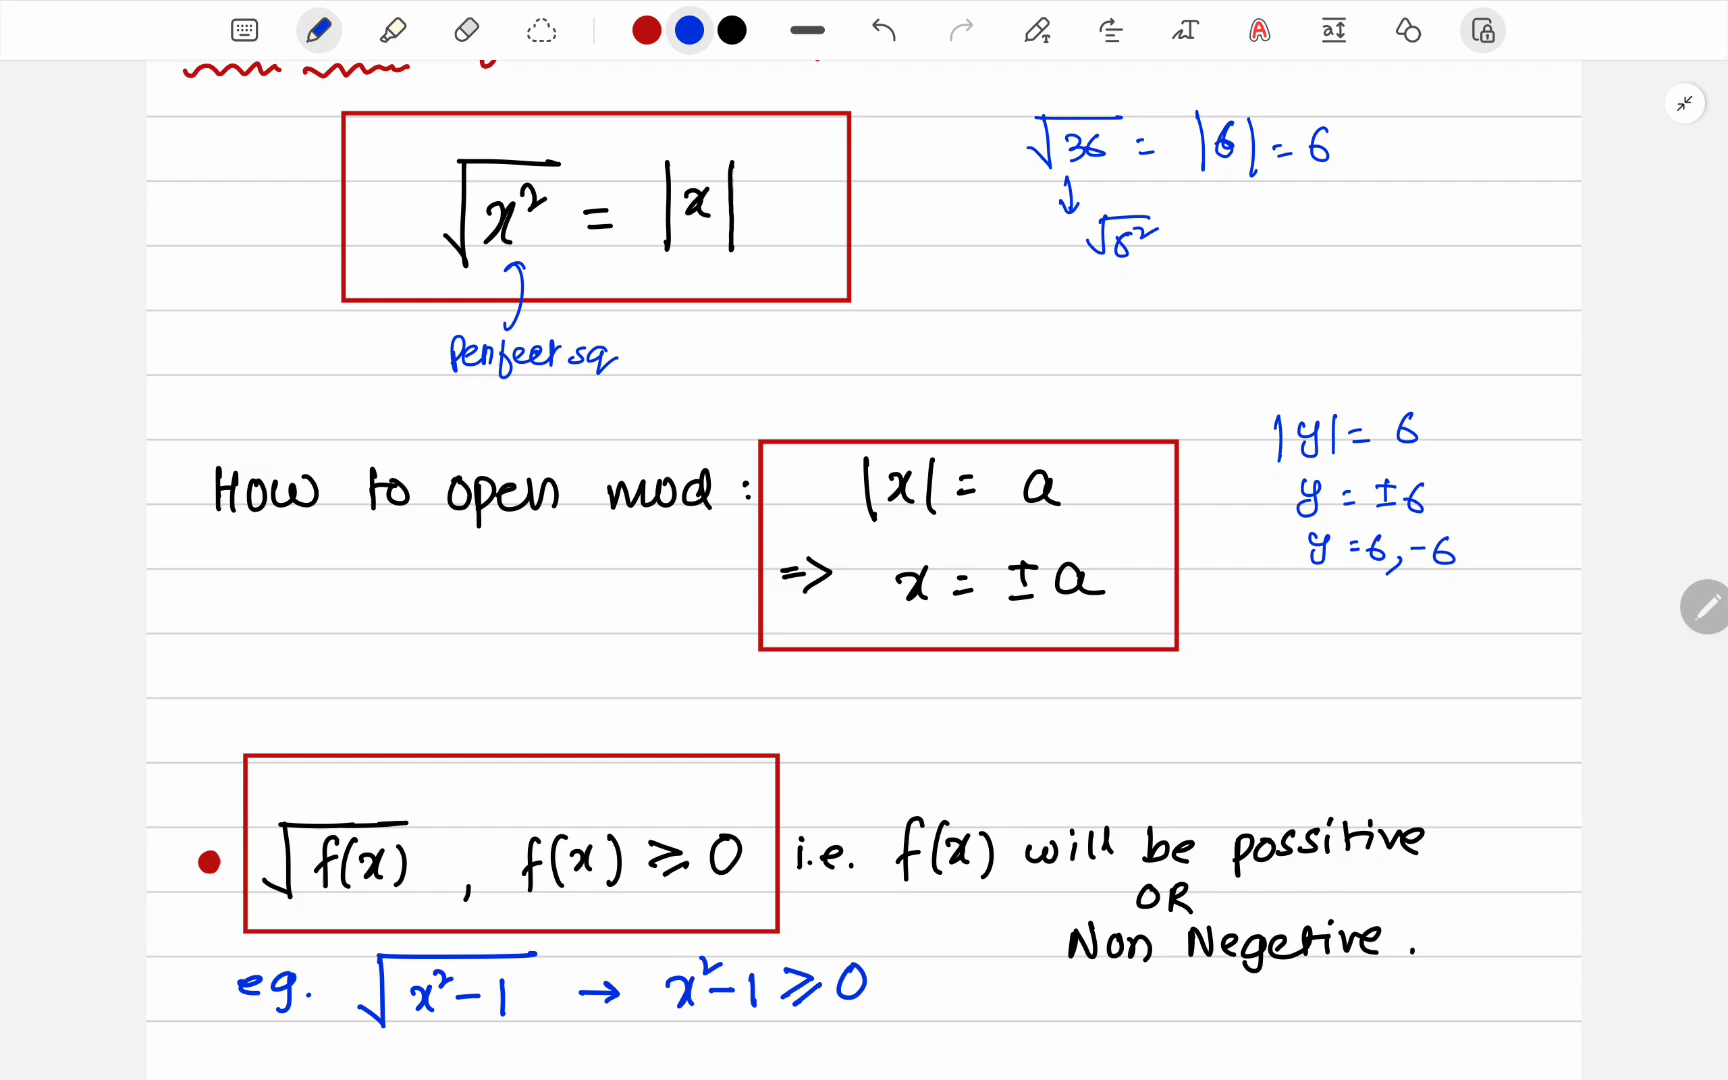 √x² = |x|
√36 = |6| = 6
√6²
Perfect sq
How to open mod :
|x| = a
=> x = ± a
|y| = 6
y = ±6
y = 6, -6
√f(x) , f(x) ⩾ 0 i.e. f(x) will be possitive
OR
Non Negetive .
eg. √x²-1 → x²-1 ⩾ 0